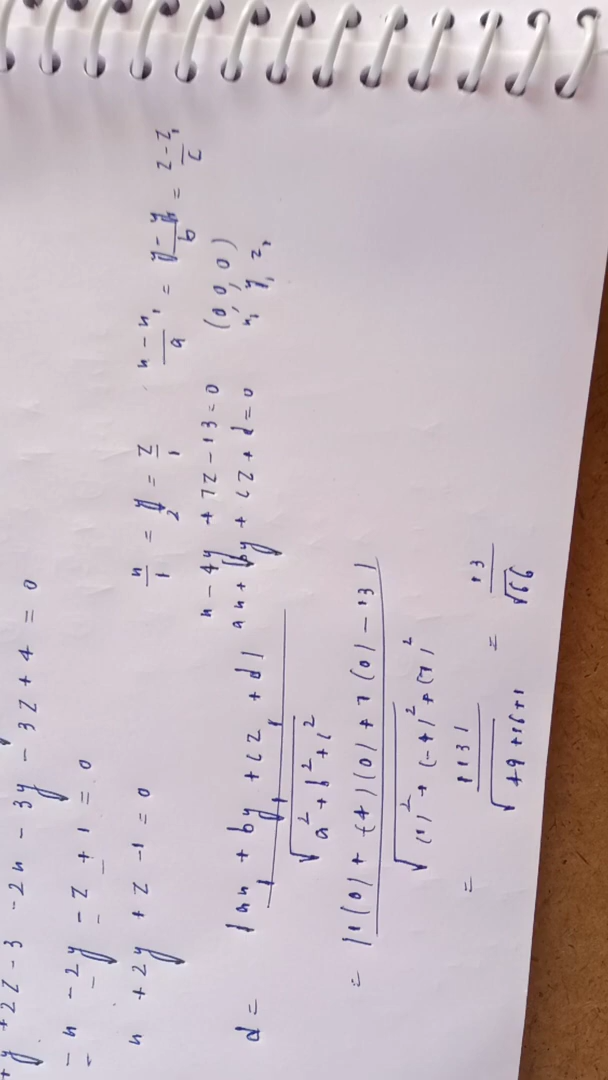 +y + 2z - 3 - 2x - 3y - 3z + 4 = 0
= -x - 2y - z + 1 = 0
x + 2y + z - 1 = 0
x/1 = y/2 = z/1
x - x₁/a = y - y₁/b = z - z₁/c
x - 4y + 7z - 13 = 0
(0, 0, 0)
ax + by + cz + d = 0
x₁ y₁ z₁
d = |ax₁ + by₁ + cz₁ + d| / √a² + b² + c²
= |1(0) + (-4)(0) + 7(0) - 13| / √(1)² + (-4)² + (7)²
= |13| / √49 + 16 + 1 = 13/√66